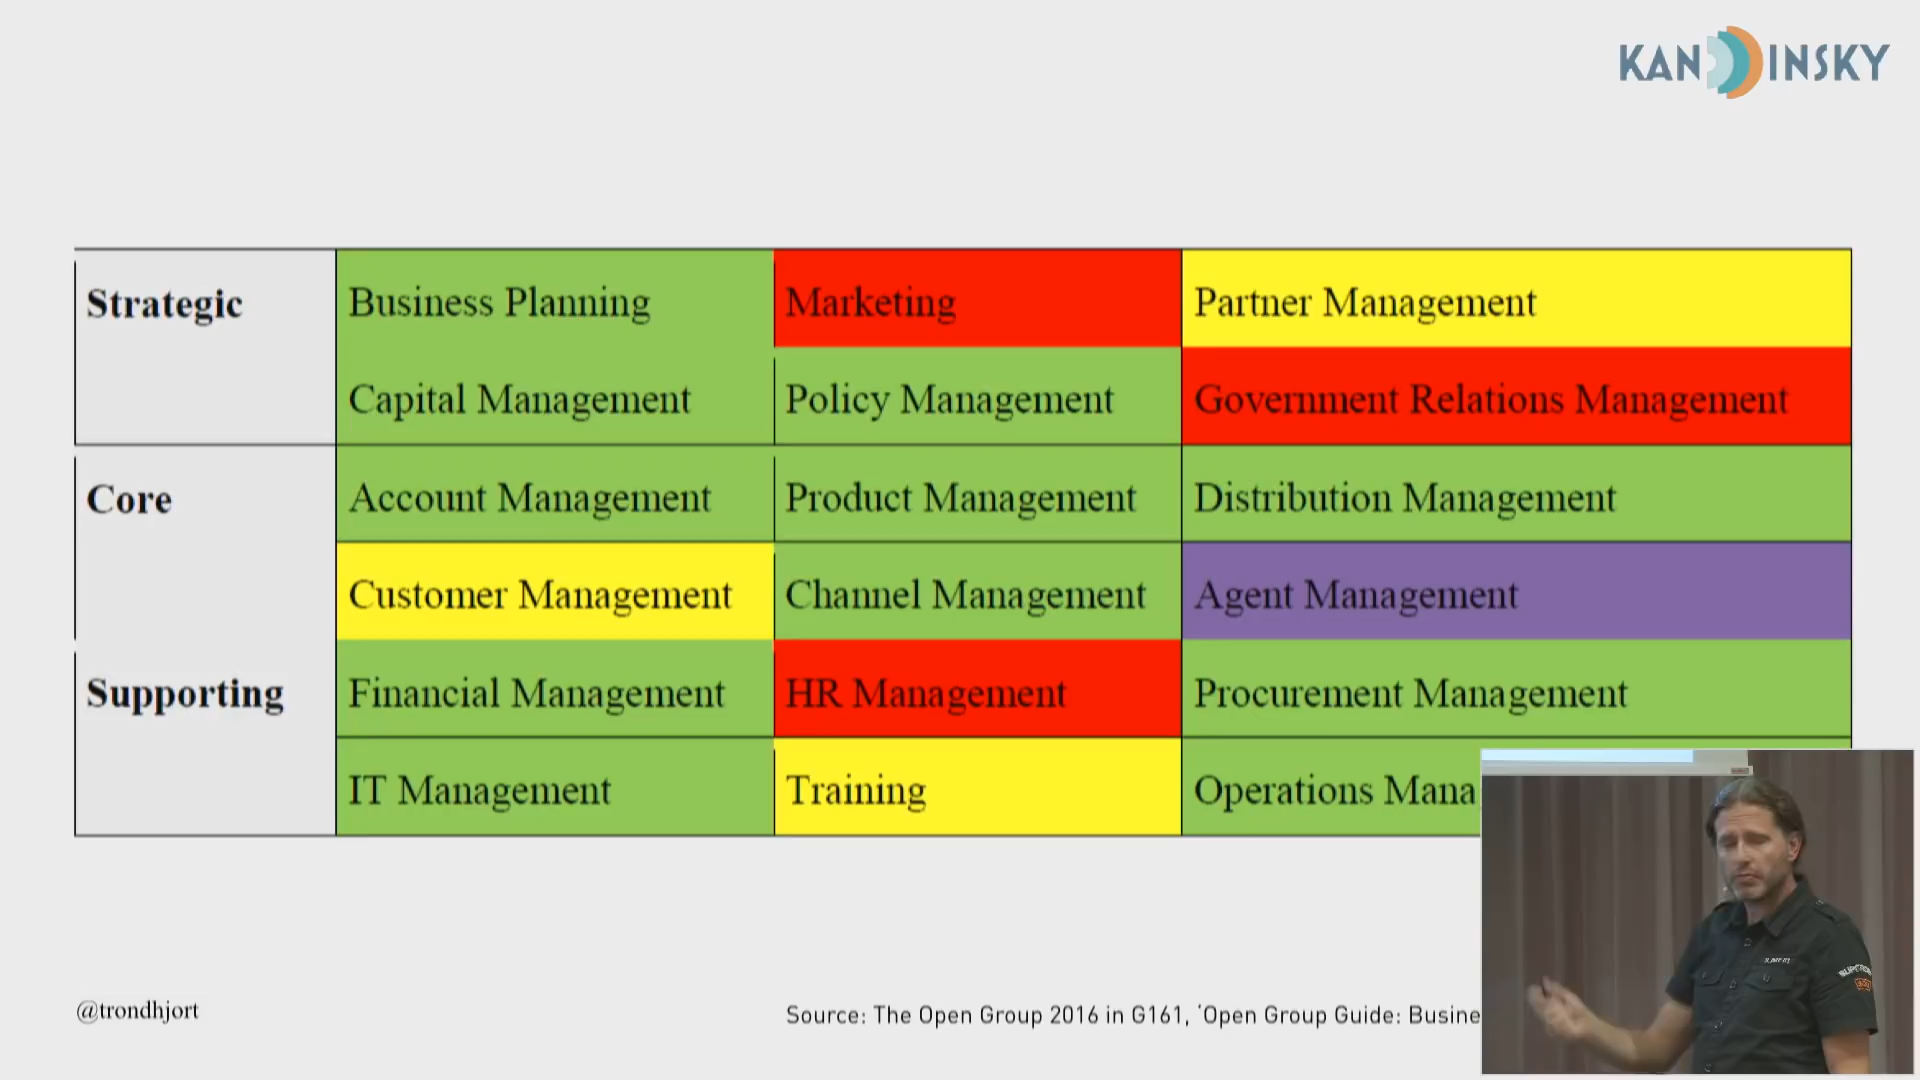 KANDINSKY
Strategic Business Planning Marketing Partner Management
Capital Management Policy Management Government Relations Management
Core Account Management Product Management Distribution Management
Customer Management Channel Management Agent Management
Supporting Financial Management HR Management Procurement Management
IT Management Training Operations Mana
@trondhjort
Source: The Open Group 2016 in G161, 'Open Group Guide: Busine